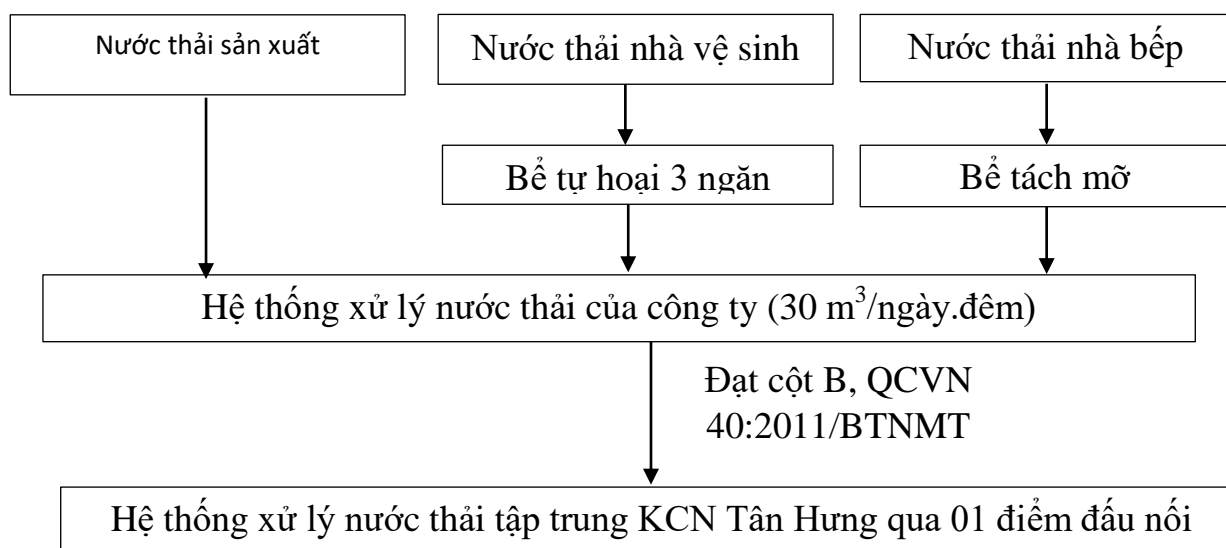 Nước thải sản xuất
Nước thải nhà vệ sinh
Nước thải nhà bếp
Bể tự hoại 3 ngăn
Bể tách mỡ
Hệ thống xử lý nước thải của công ty (30 m³/ngày.đêm)
Đạt cột B, QCVN
40:2011/BTNMT
Hệ thống xử lý nước thải tập trung KCN Tân Hưng qua 01 điểm đấu nối